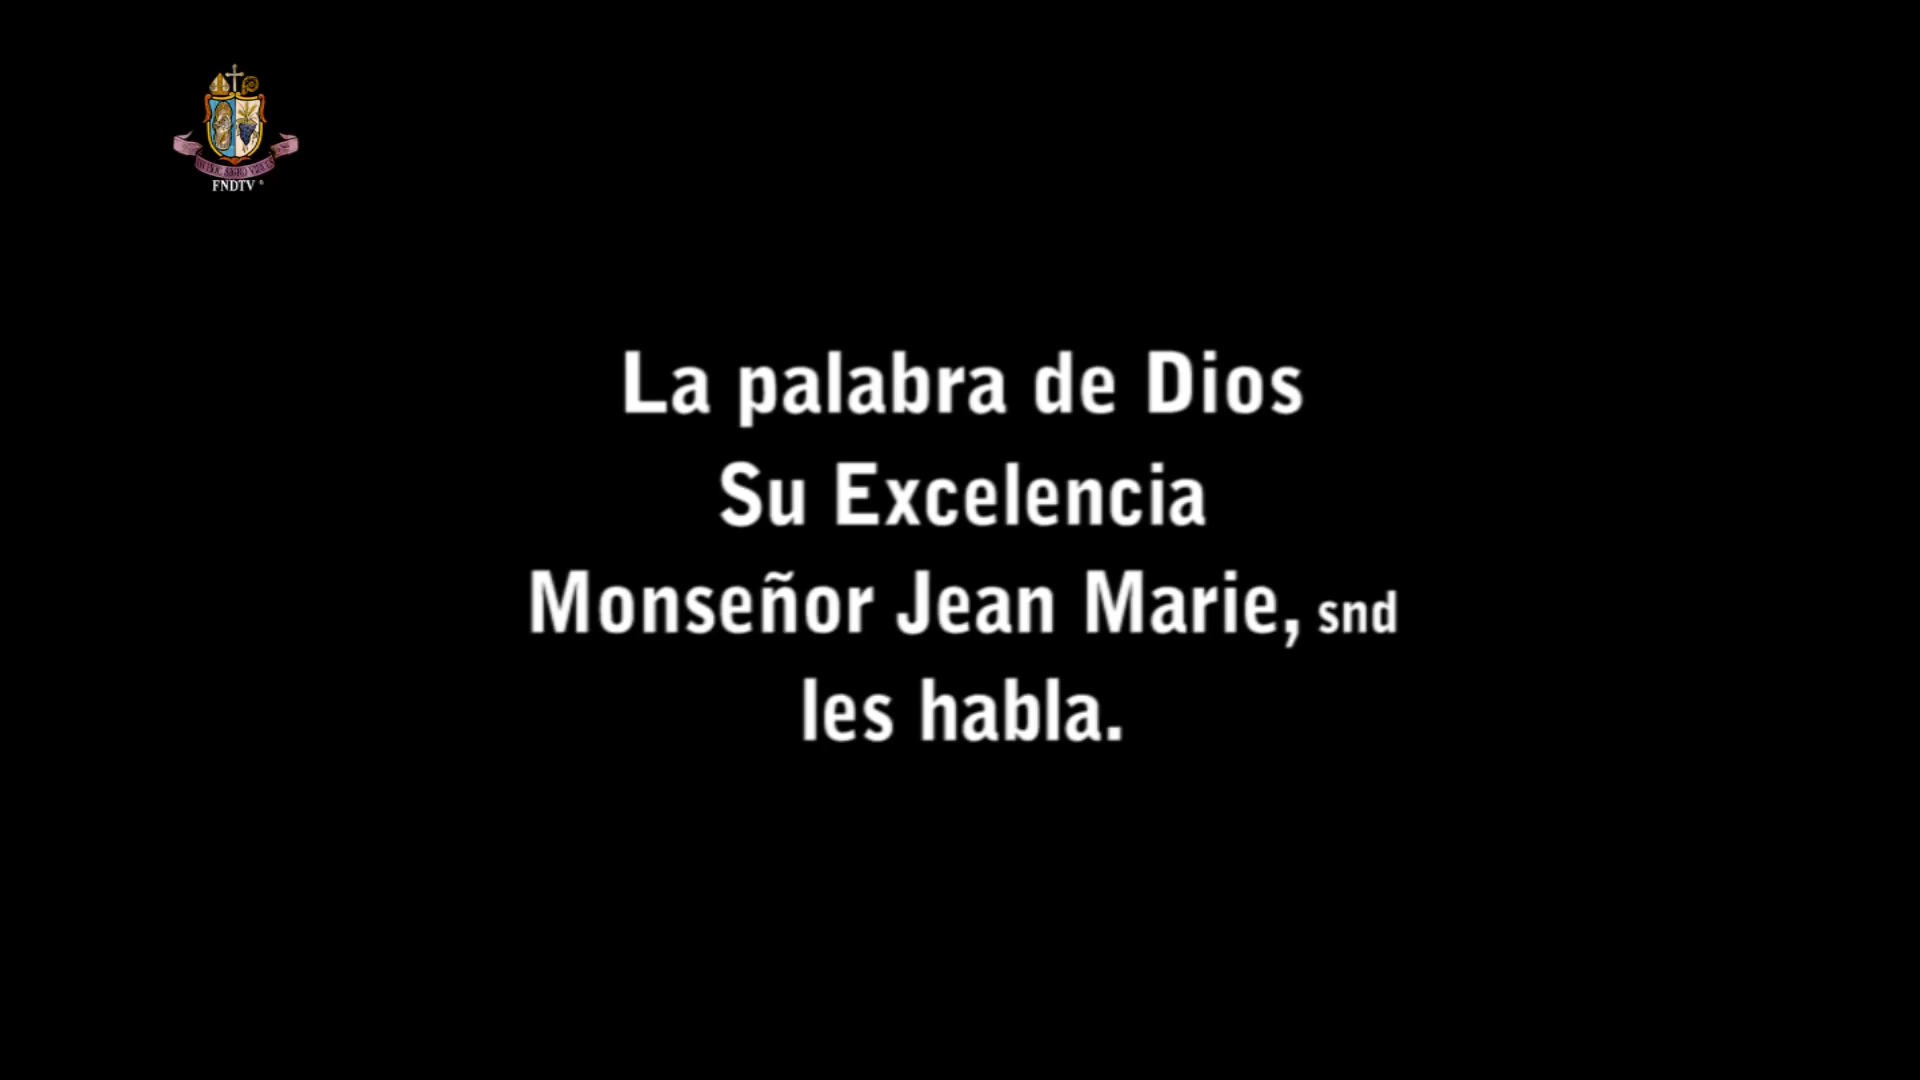 FNDTV
La palabra de Dios
Su Excelencia
Monseñor Jean Marie, snd
les habla.